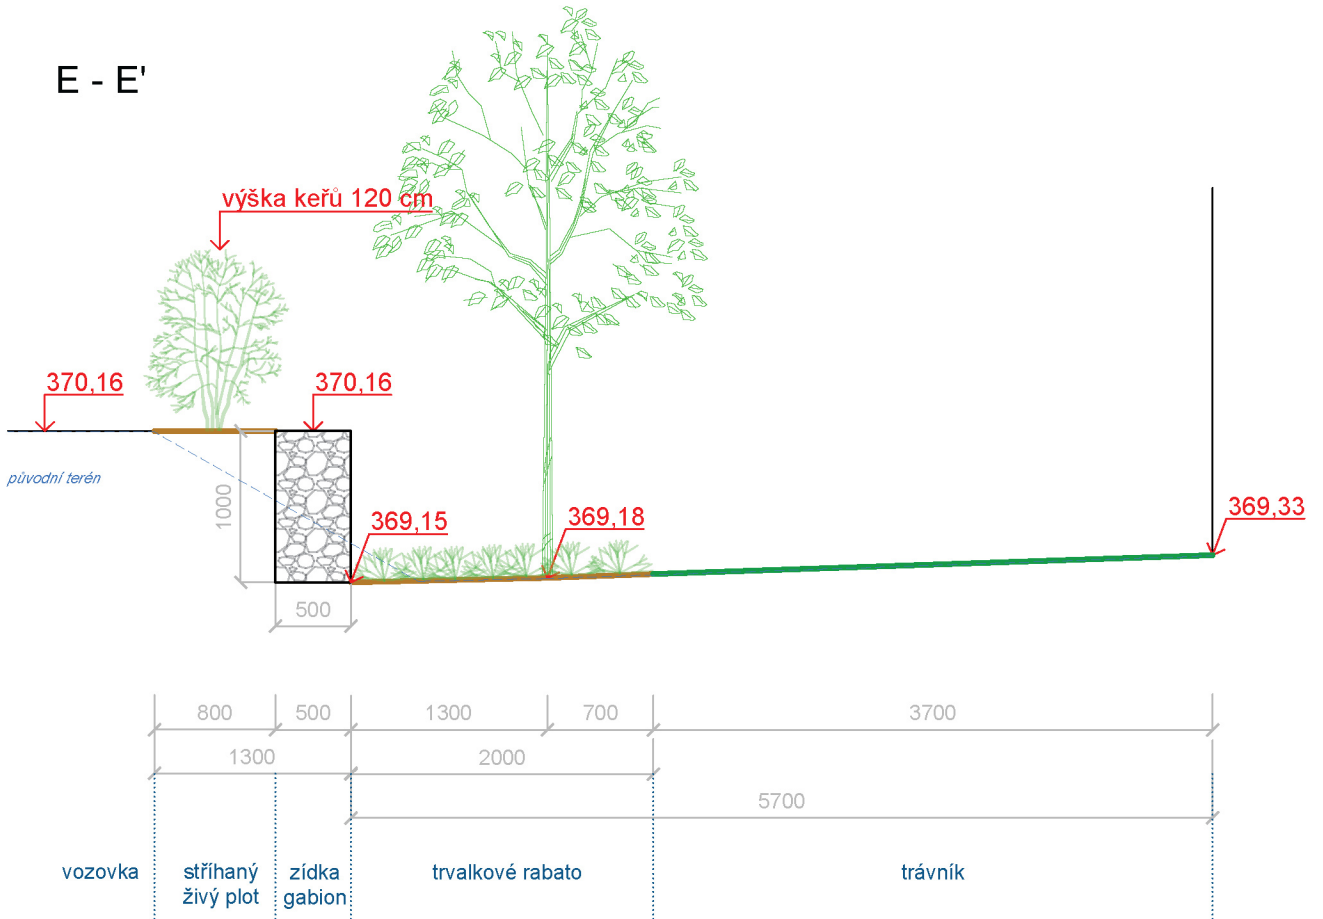 E - E'
výška keřů 120 cm
370,16
370,16
původní terén
1000
369,15
369,18
369,33
500
800
500
1300
700
3700
1300
2000
5700
vozovka
stříhaný
živý plot
zídka
gabion
trvalkové rabato
trávník